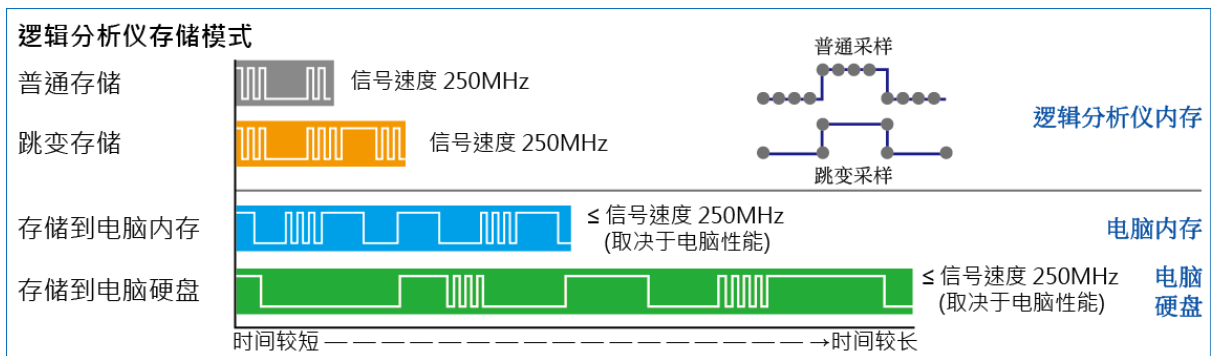 逻辑分析仪存储模式
普通存储
信号速度 250MHz
普通采样
逻辑分析仪内存
跳变存储
信号速度 250MHz
跳变采样
存储到电脑内存
≤ 信号速度 250MHz
(取决于电脑性能)
电脑内存
存储到电脑硬盘
≤ 信号速度 250MHz
(取决于电脑性能)
电脑
硬盘
时间较短 — — — — — — — — — — — — — — — — →时间较长